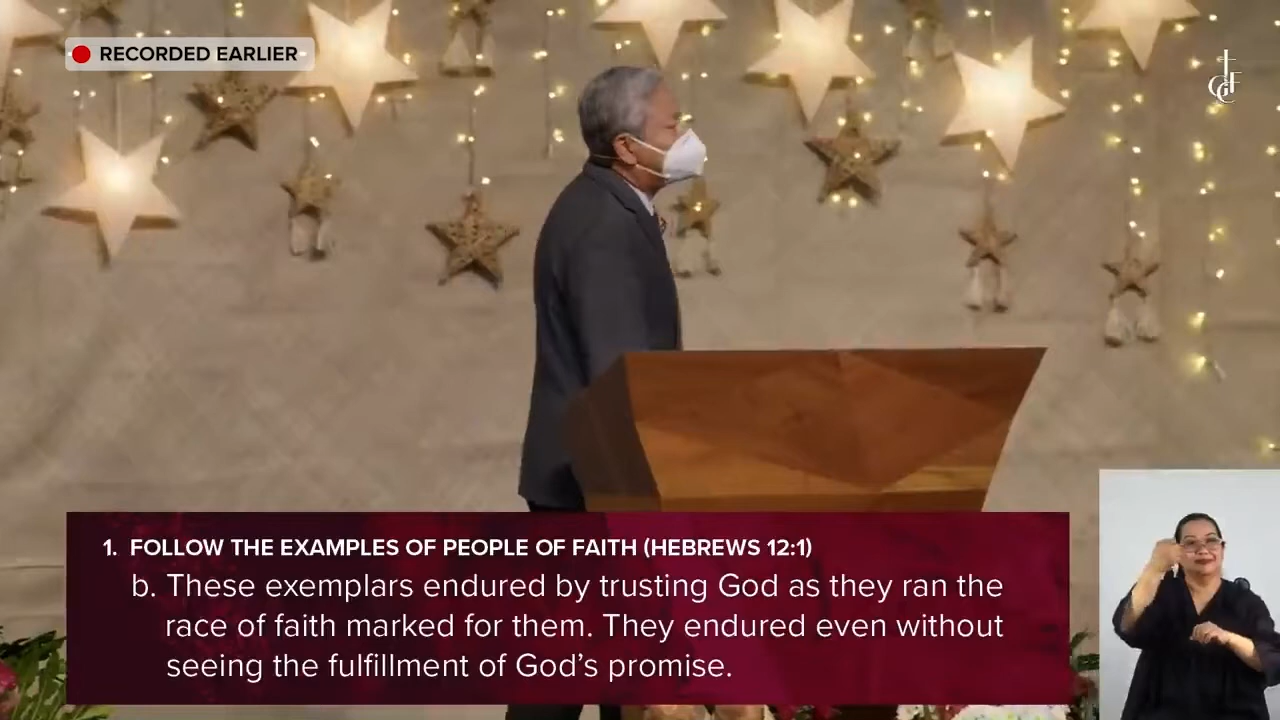 RECORDED EARLIER
1. FOLLOW THE EXAMPLES OF PEOPLE OF FAITH (HEBREWS 12:1)
b. These exemplars endured by trusting God as they ran the
race of faith marked for them. They endured even without
seeing the fulfillment of God’s promise.